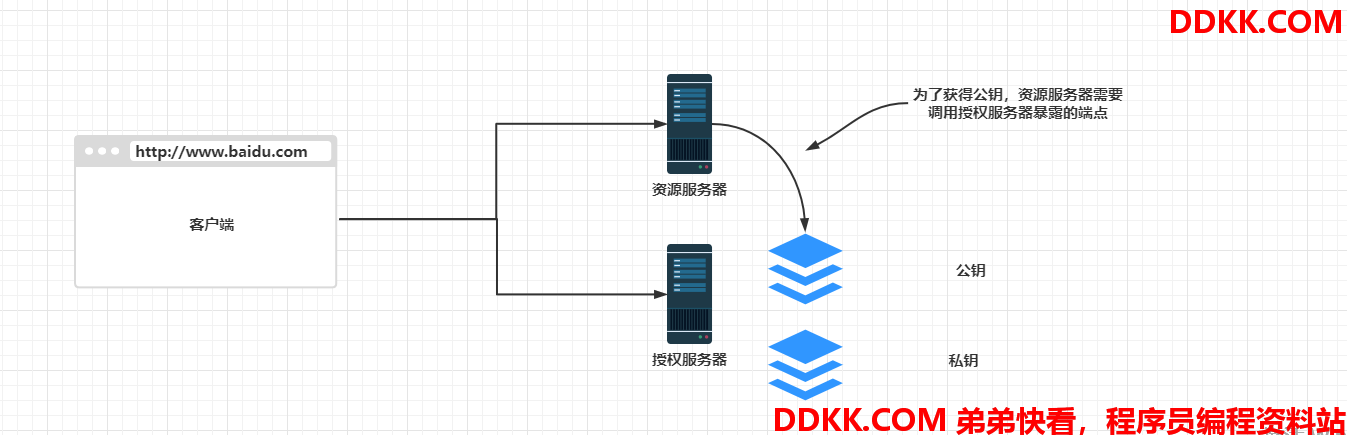 DDKK.COM
为了获得公钥，资源服务器需要
调用授权服务器暴露的端点
http://www.baidu.com
资源服务器
客户端
公钥
授权服务器
私钥
DDKK.COM 弟弟快看，程序员编程资料站